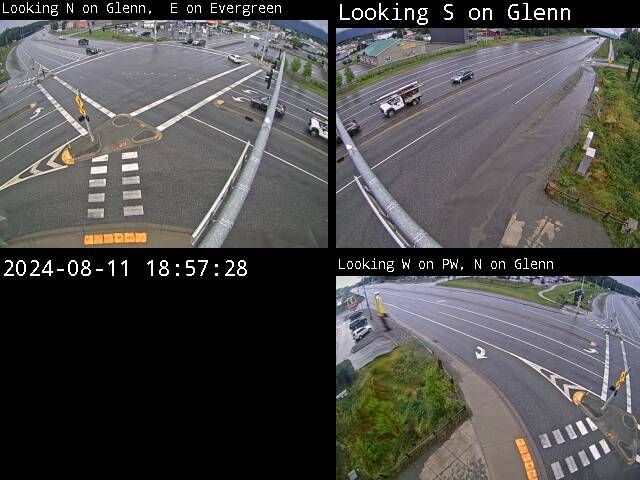 Looking N on Glenn,  E on Evergreen
Looking S on Glenn
2024-08-11 18:57:28
Looking W on PW, N on Glenn